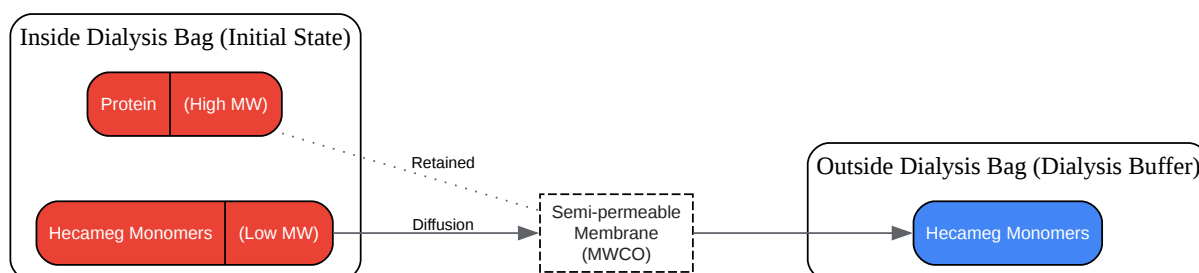 Inside Dialysis Bag (Initial State)
Protein (High MW)
Retained
Hecameg Monomers (Low MW)
Diffusion
Semi-permeable
Membrane
(MWCO)
Outside Dialysis Bag (Dialysis Buffer)
Hecameg Monomers